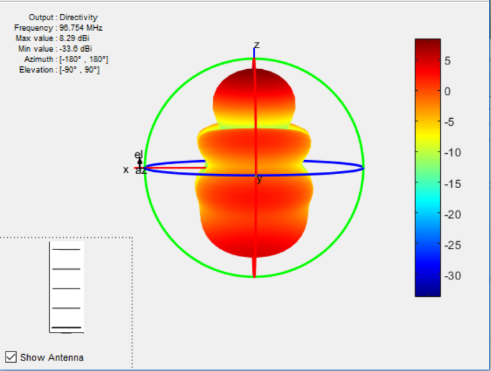 Output : Directivity
Frequency : 96.754 MHz
Max value : 8.29 dBi
Min value : -33.6 dBi
Azimuth : [-180° , 180°]
Elevation : [-90° , 90°]
z
el
x az
y
5
0
-5
-10
-15
-20
-25
-30
Show Antenna